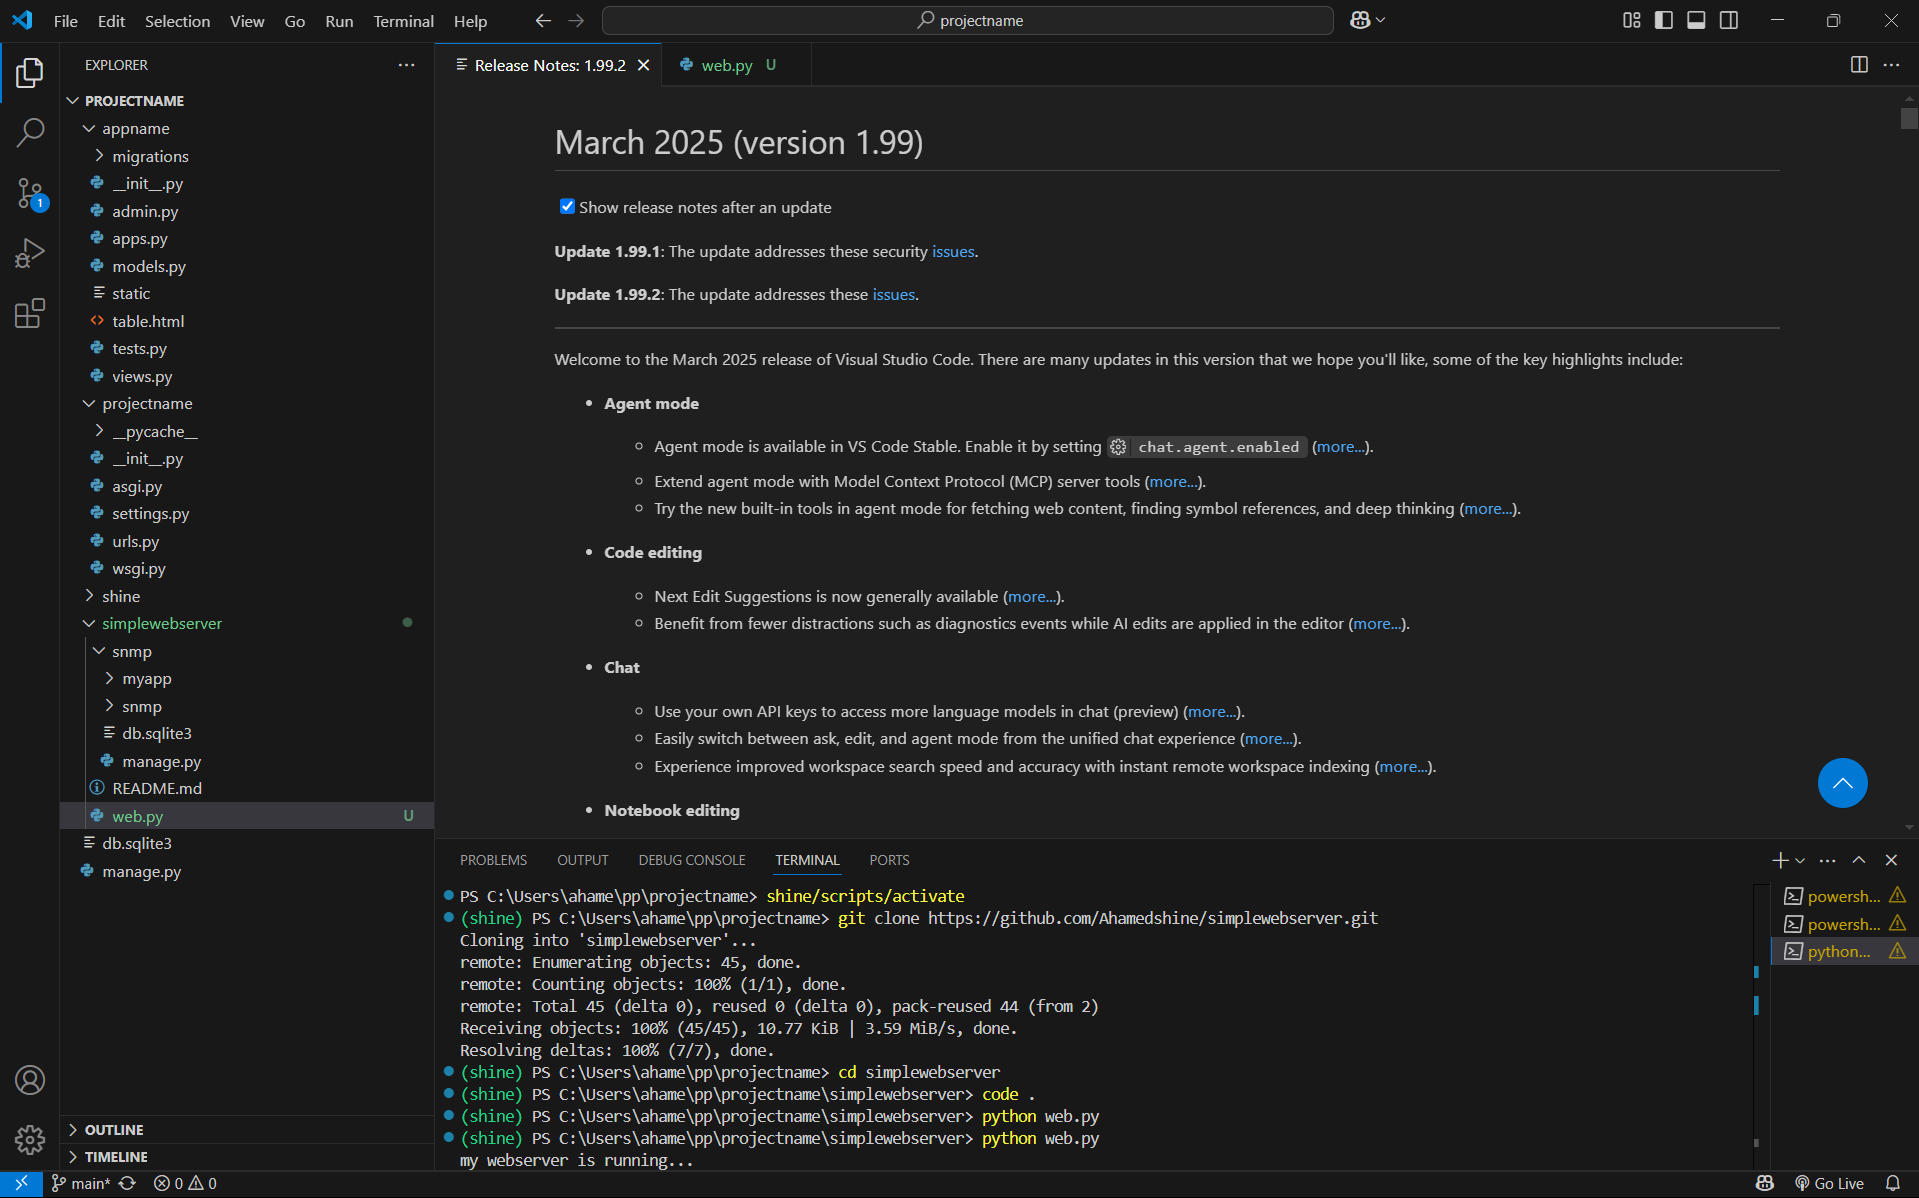 File Edit Selection View Go Run Terminal Help
projectname
EXPLORER
PROJECTNAME
appname
migrations
__init__.py
admin.py
apps.py
models.py
static
table.html
tests.py
views.py
projectname
__pycache__
__init__.py
asgi.py
settings.py
urls.py
wsgi.py
shine
simplewebserver
snmp
myapp
snmp
db.sqlite3
manage.py
README.md
web.py U
db.sqlite3
manage.py
OUTLINE
TIMELINE
1
Release Notes: 1.99.2
web.py U
March 2025 (version 1.99)
Show release notes after an update
Update 1.99.1: The update addresses these security issues.
Update 1.99.2: The update addresses these issues.
Welcome to the March 2025 release of Visual Studio Code. There are many updates in this version that we hope you'll like, some of the key highlights include:
• Agent mode
Agent mode is available in VS Code Stable. Enable it by setting chat.agent.enabled (more...).
Extend agent mode with Model Context Protocol (MCP) server tools (more...).
Try the new built-in tools in agent mode for fetching web content, finding symbol references, and deep thinking (more...).
• Code editing
Next Edit Suggestions is now generally available (more...).
Benefit from fewer distractions such as diagnostics events while AI edits are applied in the editor (more...).
• Chat
Use your own API keys to access more language models in chat (preview) (more...).
Easily switch between ask, edit, and agent mode from the unified chat experience (more...).
Experience improved workspace search speed and accuracy with instant remote workspace indexing (more...).
• Notebook editing
PROBLEMS OUTPUT DEBUG CONSOLE TERMINAL PORTS
PS C:\Users\ahame\pp\projectname> shine/scripts/activate
(shine) PS C:\Users\ahame\pp\projectname> git clone https://github.com/Ahamedshine/simplewebserver.git
Cloning into 'simplewebserver'...
remote: Enumerating objects: 45, done.
remote: Counting objects: 100% (1/1), done.
remote: Total 45 (delta 0), reused 0 (delta 0), pack-reused 44 (from 2)
Receiving objects: 100% (45/45), 10.77 KiB | 3.59 MiB/s, done.
Resolving deltas: 100% (7/7), done.
(shine) PS C:\Users\ahame\pp\projectname> cd simplewebserver
(shine) PS C:\Users\ahame\pp\projectname\simplewebserver> code .
(shine) PS C:\Users\ahame\pp\projectname\simplewebserver> python web.py
(shine) PS C:\Users\ahame\pp\projectname\simplewebserver> python web.py
my webserver is running...
powersh...
powersh...
python...
main* 0 0
Go Live